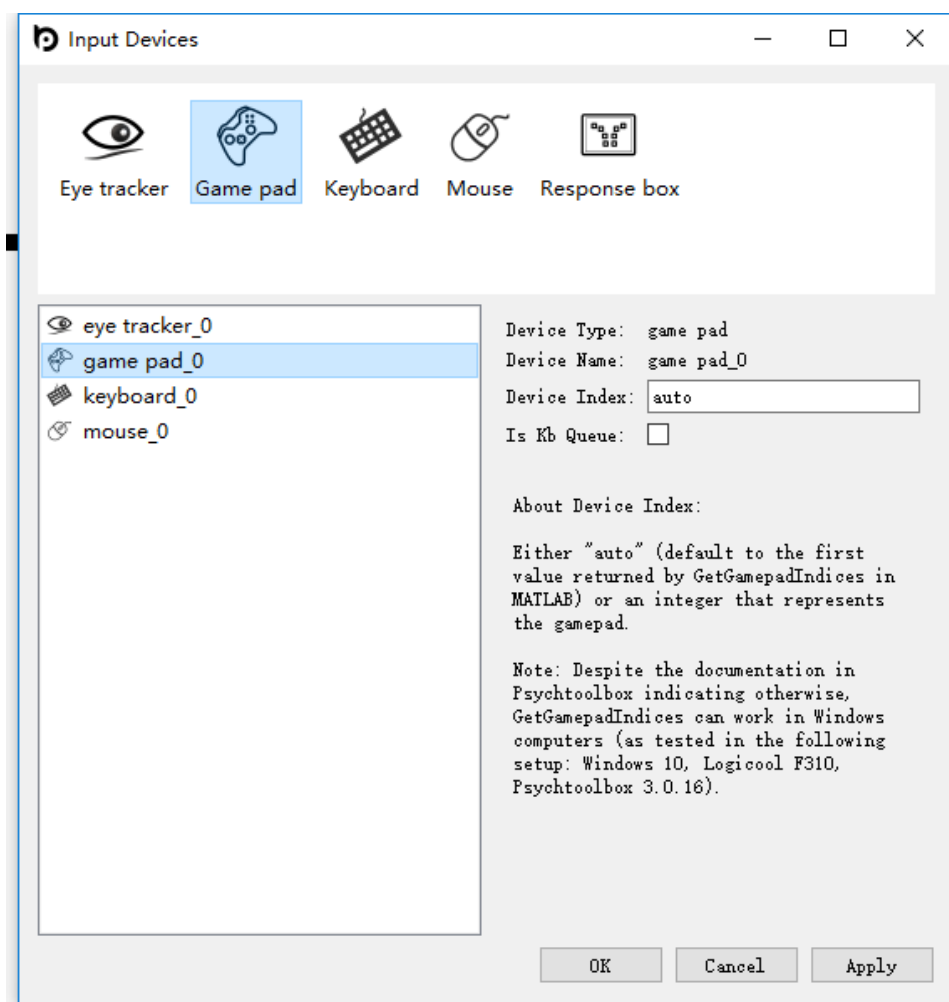 Input Devices
Eye tracker
Game pad
Keyboard
Mouse
Response box
eye tracker_0
game pad_0
keyboard_0
mouse_0
Device Type: game pad
Device Name: game pad_0
Device Index: auto
Is Kb Queue:
About Device Index:
Either "auto" (default to the first
value returned by GetGamepadIndices in
MATLAB) or an integer that represents
the gamepad.
Note: Despite the documentation in
Psychtoolbox indicating otherwise,
GetGamepadIndices can work in Windows
computers (as tested in the following
setup: Windows 10, Logicool F310,
Psychtoolbox 3.0.16).
OK
Cancel
Apply